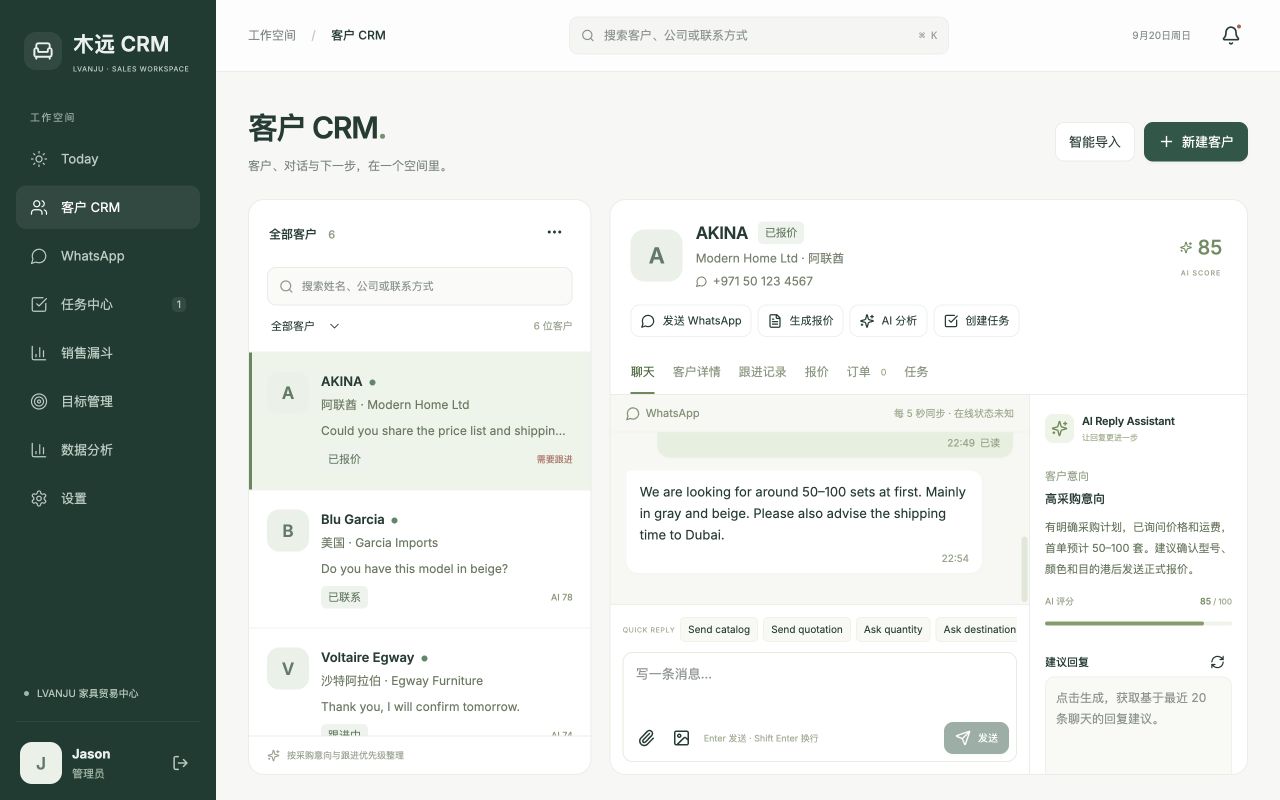 木远 CRM
LVANJU · SALES WORKSPACE
工作空间
Today
客户 CRM
WhatsApp
任务中心 1
销售漏斗
目标管理
数据分析
设置
LVANJU 家具贸易中心
J
Jason
管理员
工作空间 / 客户 CRM
搜索客户、公司或联系方式 ⌘ K
9月20日周日
客户 CRM.
客户、对话与下一步，在一个空间里。
智能导入
新建客户
全部客户 6
搜索姓名、公司或联系方式
全部客户
6 位客户
A
AKINA
阿联酋 · Modern Home Ltd
Could you share the price list and shippin...
已报价
需要跟进
B
Blu Garcia
美国 · Garcia Imports
Do you have this model in beige?
已联系
AI 78
V
Voltaire Egway
沙特阿拉伯 · Egway Furniture
Thank you, I will confirm tomorrow.
跟进中
AI 74
按采购意向与跟进优先级整理
A
AKINA 已报价
Modern Home Ltd · 阿联酋
+971 50 123 4567
85
AI SCORE
发送 WhatsApp
生成报价
AI 分析
创建任务
聊天 客户详情 跟进记录 报价 订单 0 任务
WhatsApp
每 5 秒同步 · 在线状态未知
22:49 已读
We are looking for around 50–100 sets at first. Mainly
in gray and beige. Please also advise the shipping
time to Dubai.
22:54
QUICK REPLY
Send catalog
Send quotation
Ask quantity
Ask destination
写一条消息...
Enter 发送 · Shift Enter 换行
发送
AI Reply Assistant
让回复更进一步
客户意向
高采购意向
有明确采购计划，已询问价格和运费，
首单预计 50–100 套。建议确认型号、
颜色和目的港后发送正式报价。
AI 评分
85 / 100
建议回复
点击生成，获取基于最近 20
条聊天的回复建议。